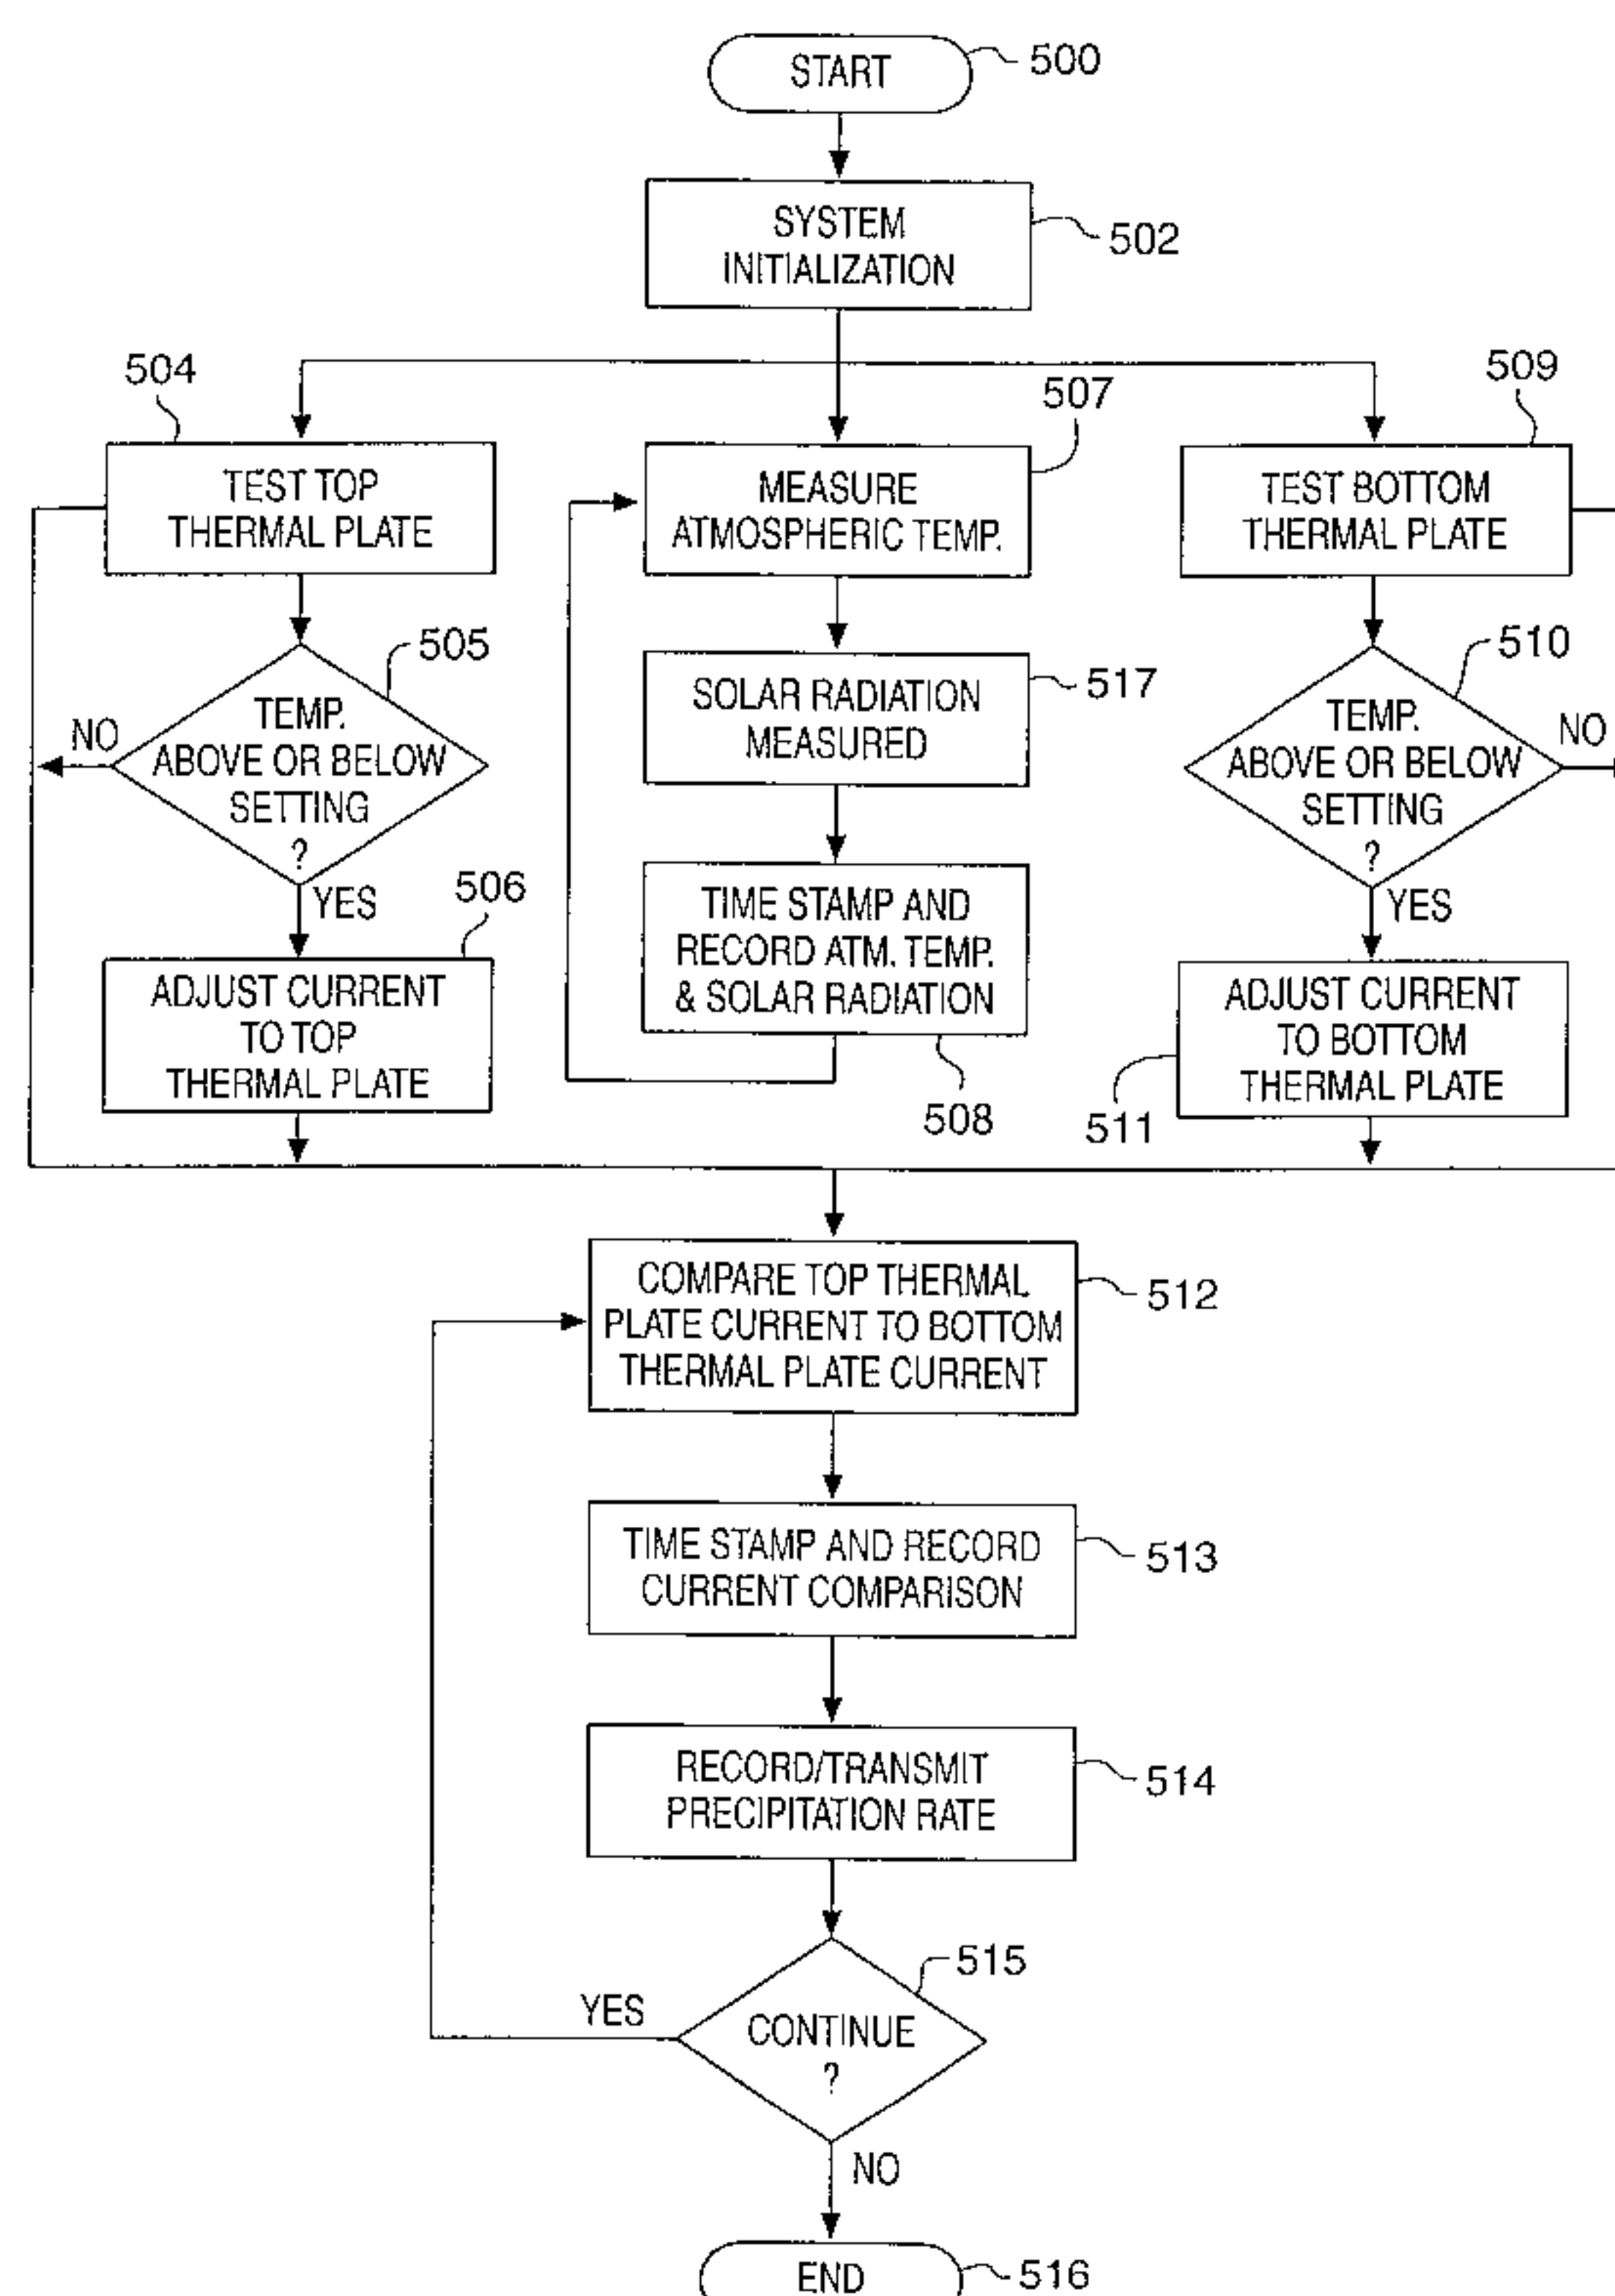 START
500
SYSTEM
INITIALIZATION
502
504
TEST TOP
THERMAL PLATE
507
MEASURE
ATMOSPHERIC TEMP.
509
TEST BOTTOM
THERMAL PLATE
505
TEMP.
ABOVE OR BELOW
SETTING
?
NO
YES
517
SOLAR RADIATION
MEASURED
510
TEMP.
ABOVE OR BELOW
SETTING
?
NO
YES
506
ADJUST CURRENT
TO TOP
THERMAL PLATE
TIME STAMP AND
RECORD ATM. TEMP.
& SOLAR RADIATION
508
ADJUST CURRENT
TO BOTTOM
THERMAL PLATE
511
COMPARE TOP THERMAL
PLATE CURRENT TO BOTTOM
THERMAL PLATE CURRENT
512
TIME STAMP AND RECORD
CURRENT COMPARISON
513
RECORD/TRANSMIT
PRECIPITATION RATE
514
515
YES
CONTINUE
?
NO
END
516